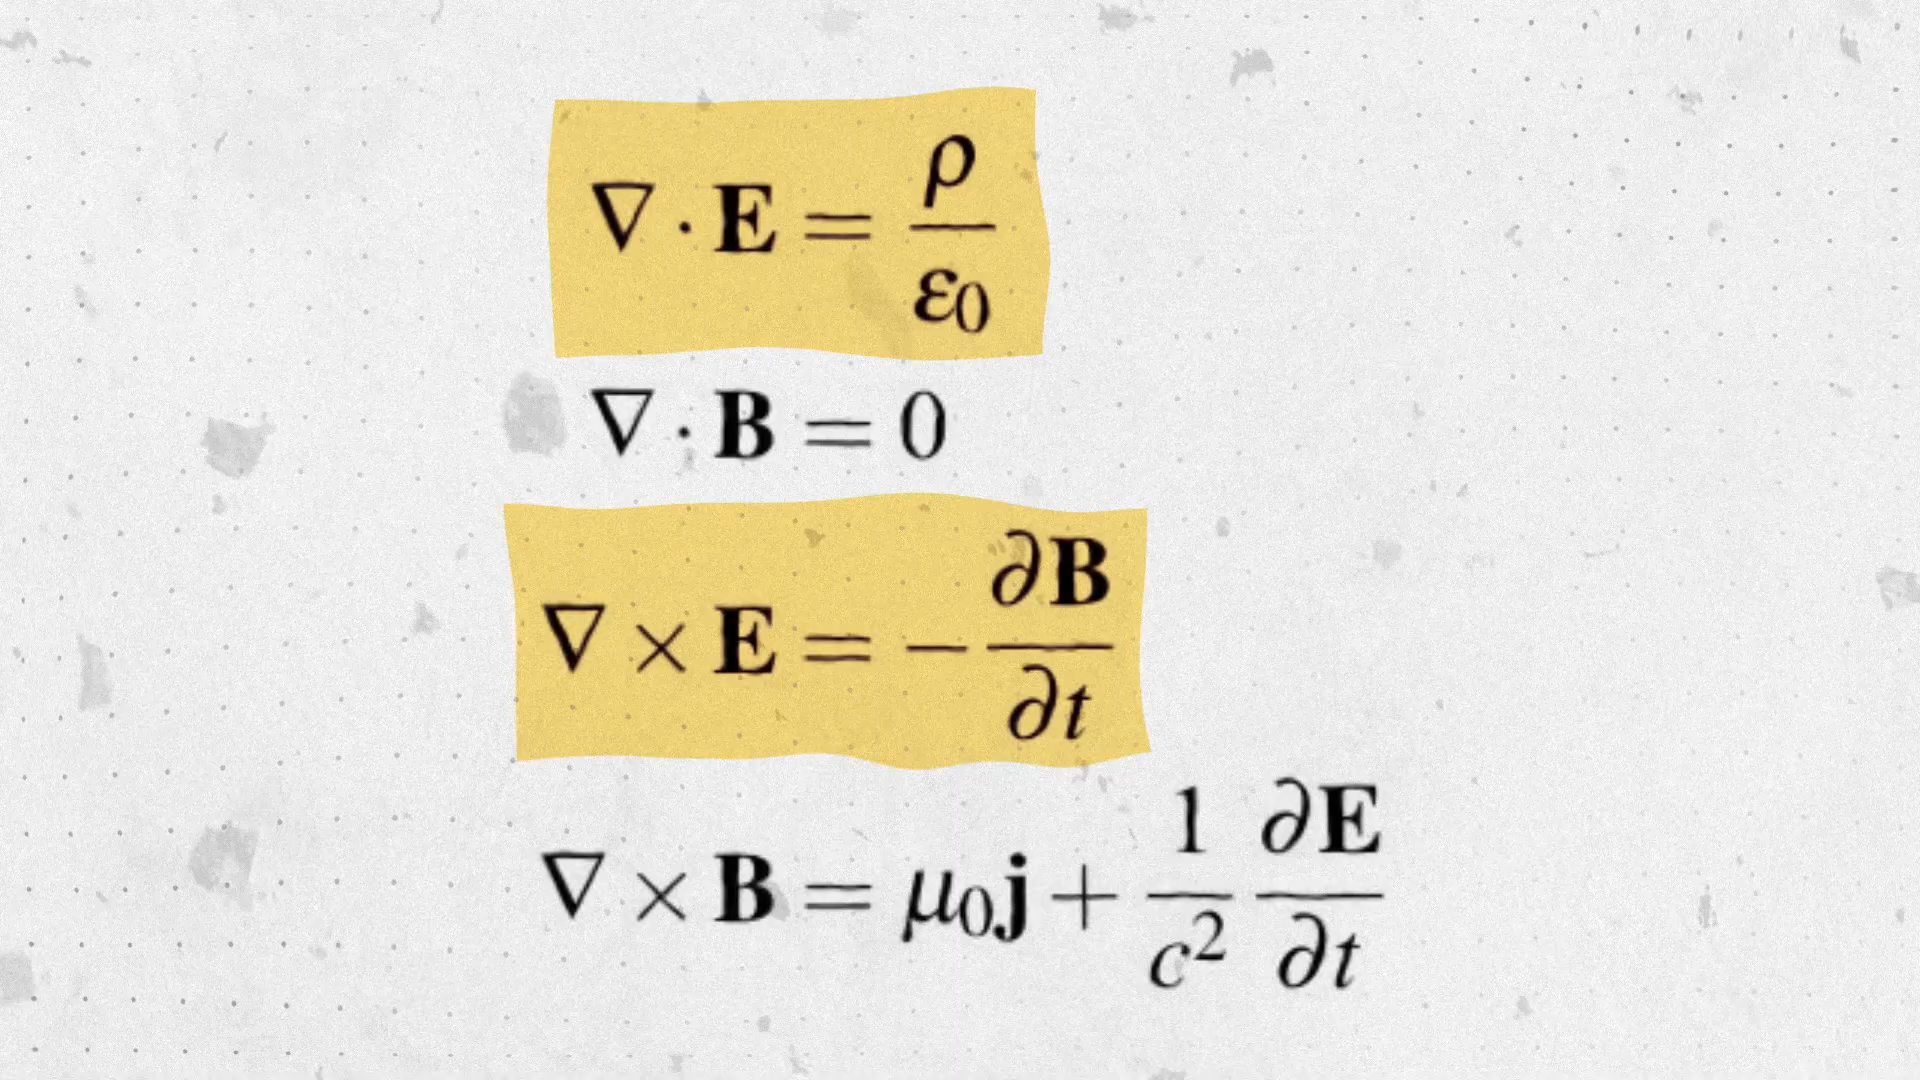 ∇ · E = ρ/ε₀
∇ · B = 0
∇ × E = −∂B/∂t
∇ × B = μ₀j + 1/c² ∂E/∂t